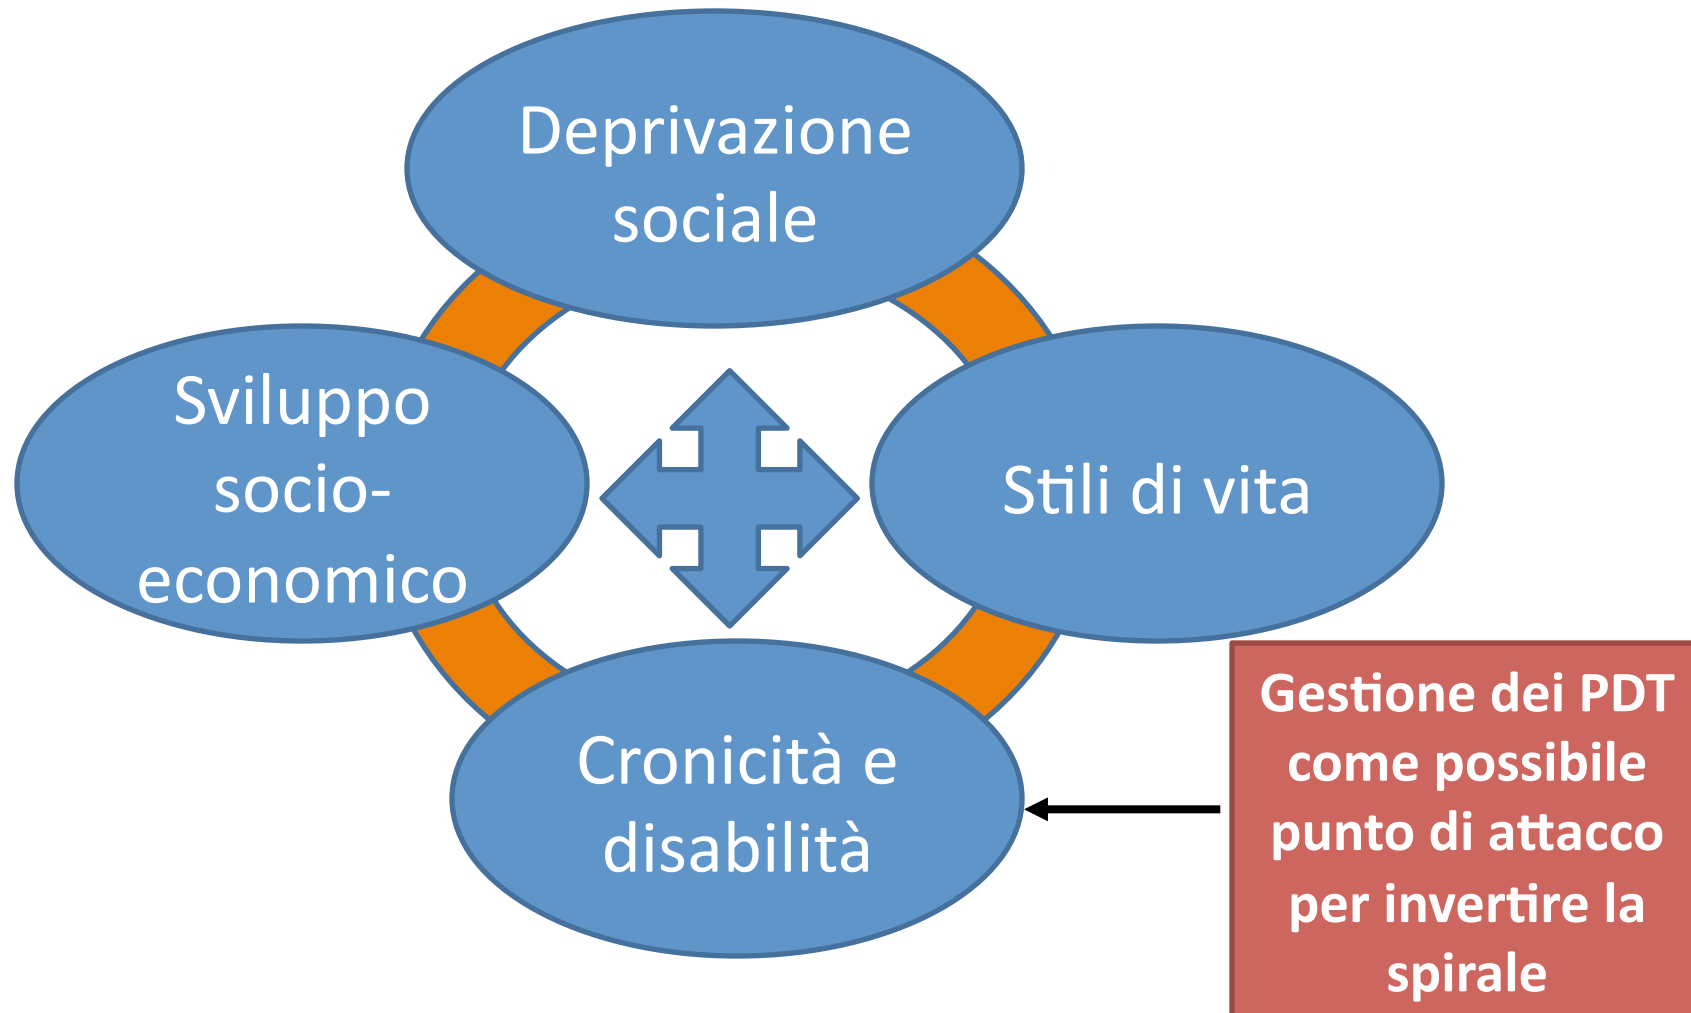 Deprivazione
sociale
Sviluppo
socio-
economico
Stili di vita
Cronicità e
disabilità
Gestione dei PDT
come possibile
punto di attacco
per invertire la
spirale